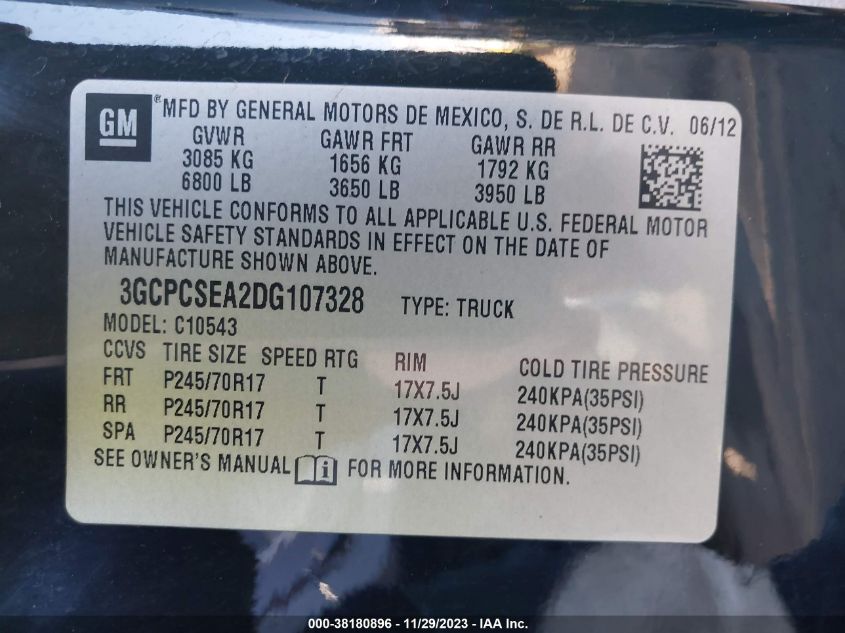 GM ®MFD BY GENERAL MOTORS DE MEXICO, S. DE R.L. DE C.V. 06/12
GVWR GAWR FRT GAWR RR
3085 KG 1656 KG 1792 KG
6800 LB 3650 LB 3950 LB
THIS VEHICLE CONFORMS TO ALL APPLICABLE U.S. FEDERAL MOTOR
VEHICLE SAFETY STANDARDS IN EFFECT ON THE DATE OF
MANUFACTURE SHOWN ABOVE.
3GCPCSEA2DG107328 TYPE: TRUCK
MODEL: C10543
CCVS TIRE SIZE SPEED RTG RIM COLD TIRE PRESSURE
FRT P245/70R17 T 17X7.5J 240KPA(35PSI)
RR P245/70R17 T 17X7.5J 240KPA(35PSI)
SPA P245/70R17 T 17X7.5J 240KPA(35PSI)
SEE OWNER'S MANUAL i FOR MORE INFORMATION.
000-38180896 - 11/29/2023 - IAA Inc.